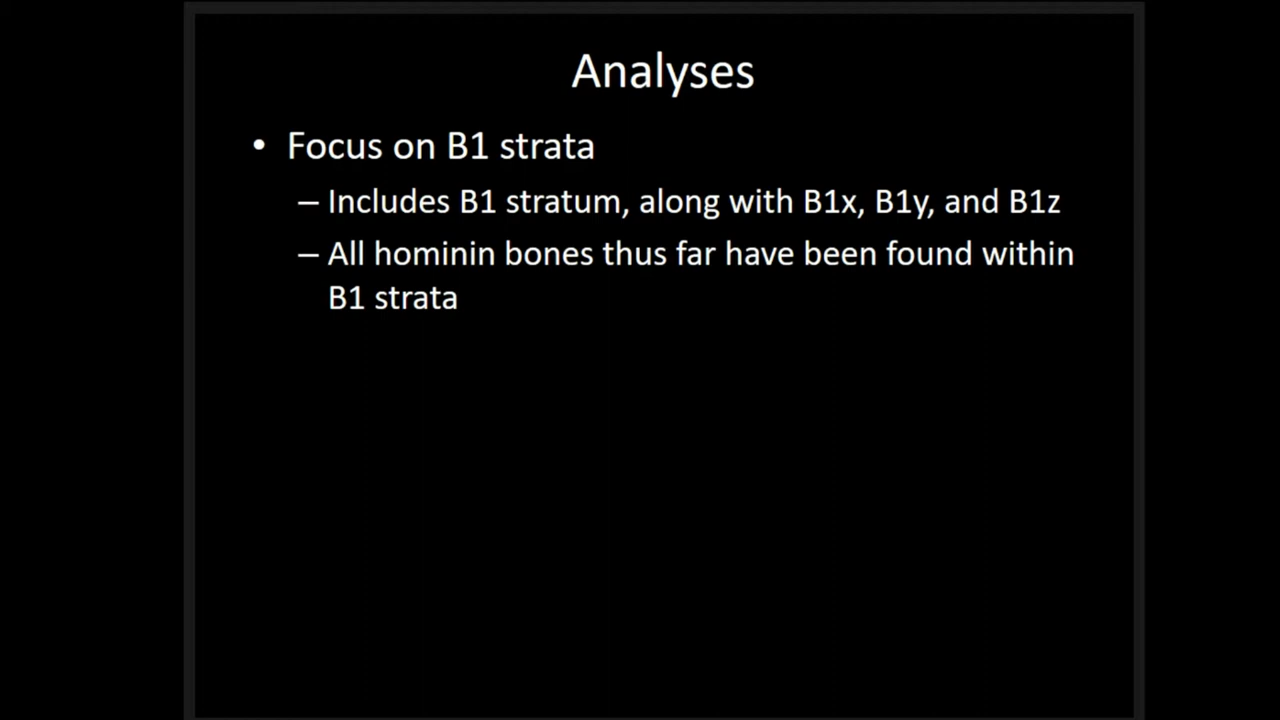 Analyses
• Focus on B1 strata
– Includes B1 stratum, along with B1x, B1y, and B1z
– All hominin bones thus far have been found within
B1 strata